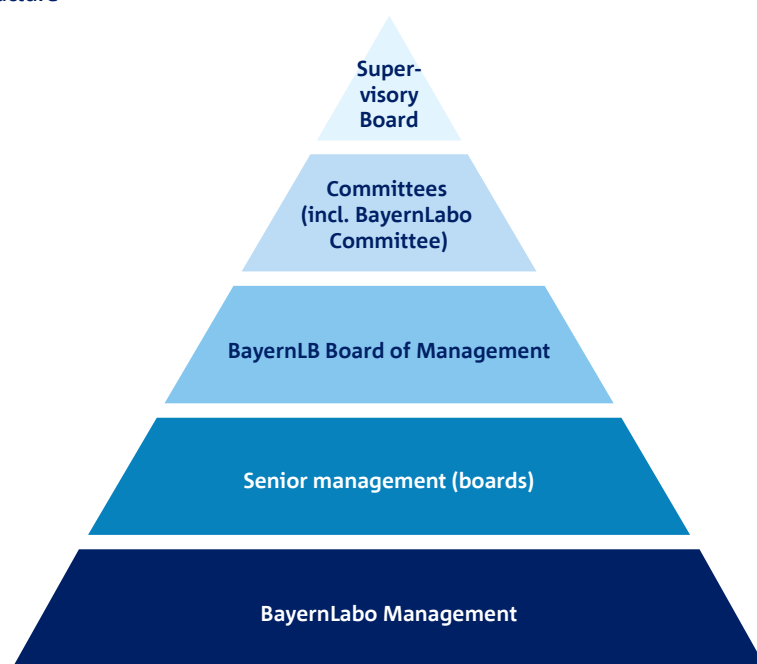 Super-
visory
Board
Committees
(incl. BayernLabo
Committee)
BayernLB Board of Management
Senior management (boards)
BayernLabo Management